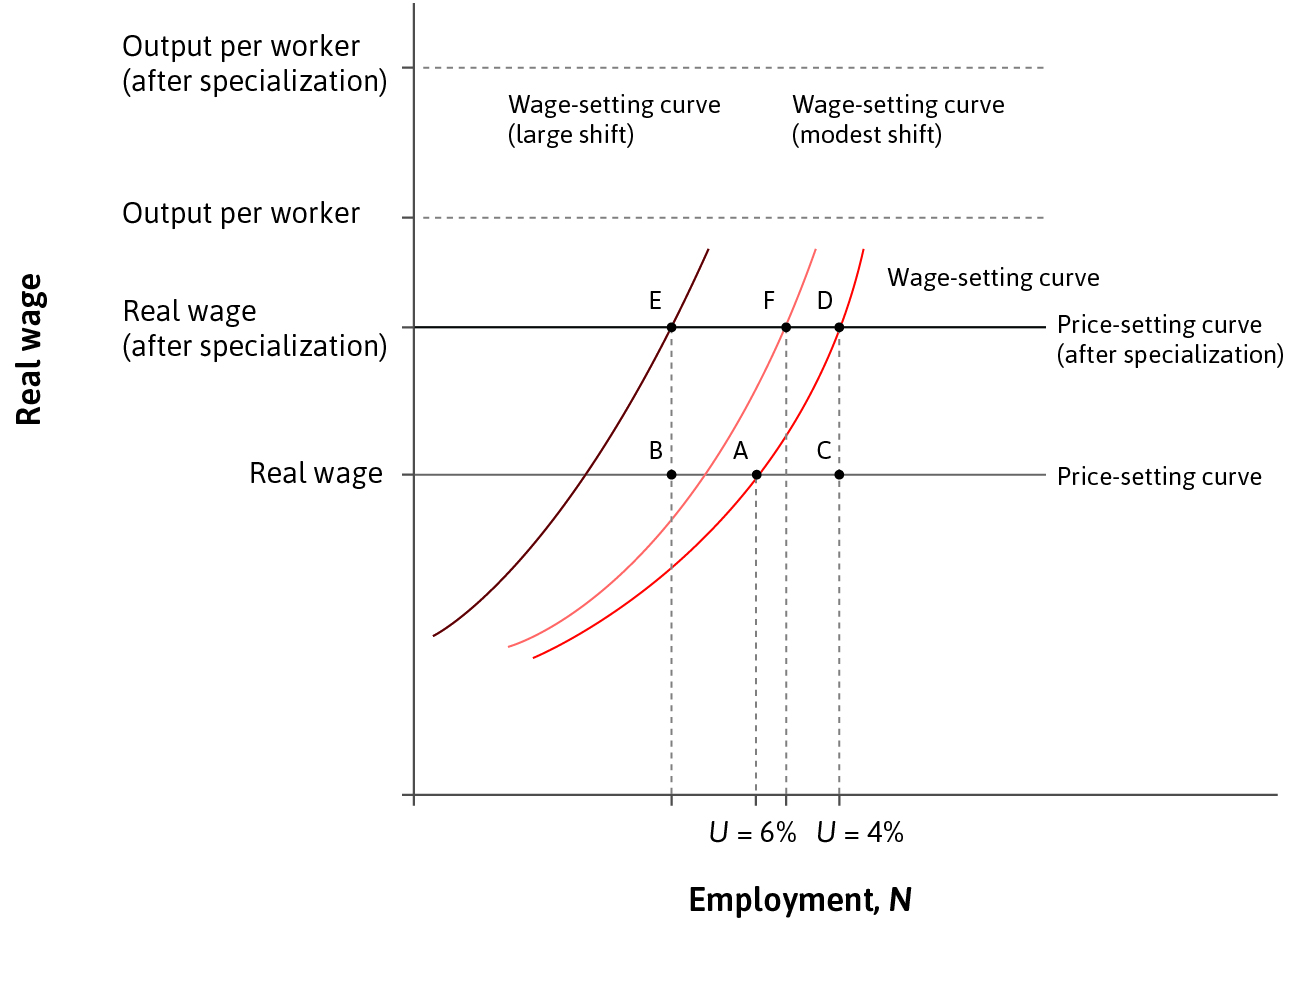 Output per worker
(after specialization)
Wage-setting curve
(large shift)
Wage-setting curve
(modest shift)
Output per worker
Real wage
Wage-setting curve
E
F
D
Real wage
(after specialization)
Price-setting curve
(after specialization)
B
A
C
Real wage
Price-setting curve
U = 6%
U = 4%
Employment, N